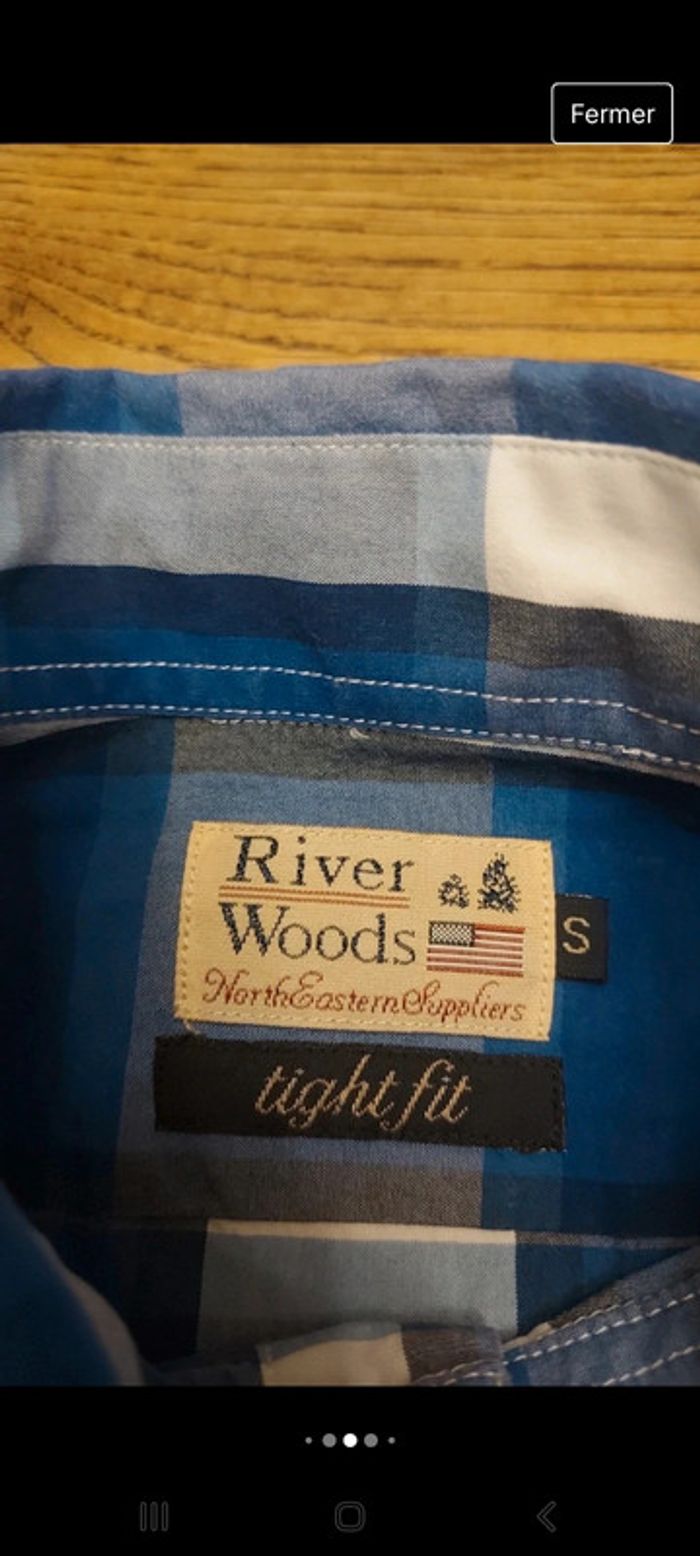 Fermer
River
Woods
NorthEasternSuppliers
S
tight fit